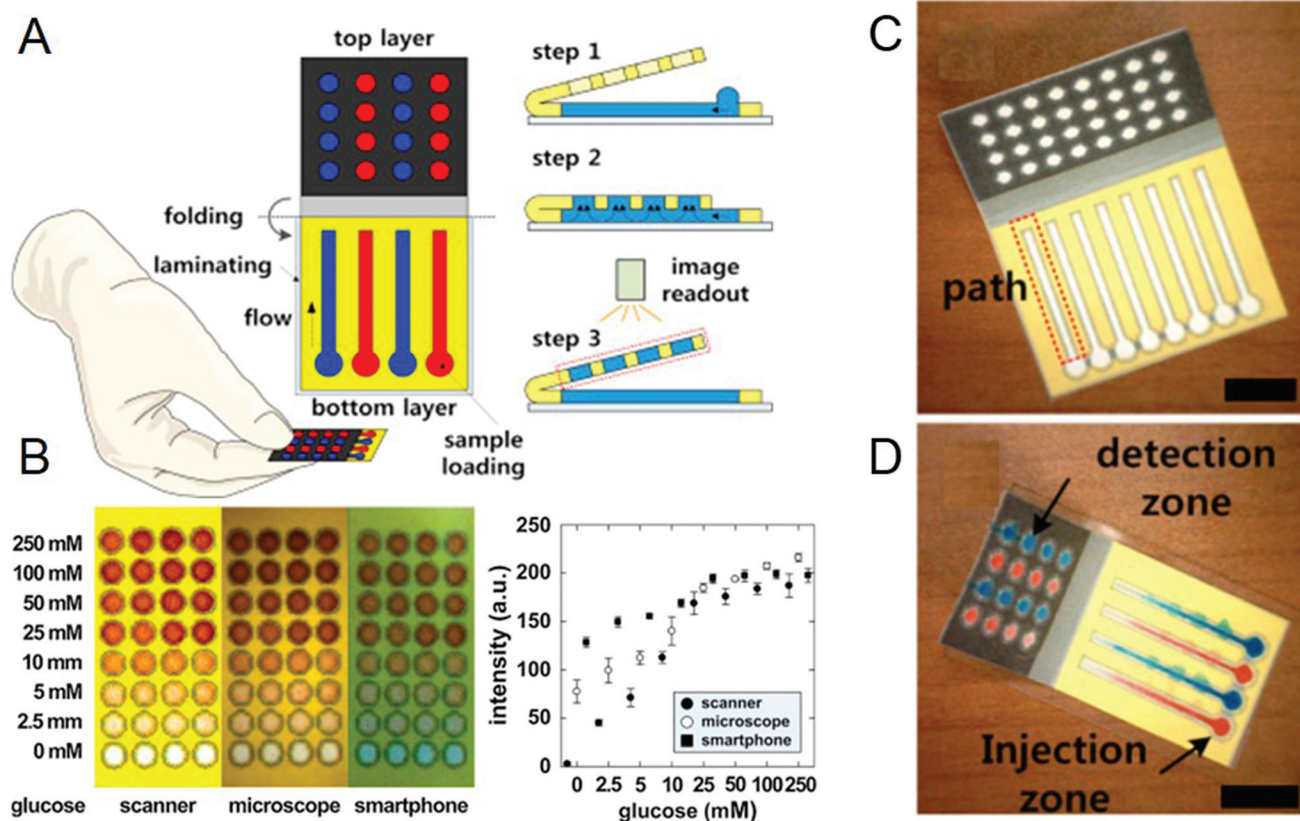 A
top layer
folding
laminating
flow
bottom layer
sample
loading
step 1
step 2
image
readout
step 3
B
250 mM
100 mM
50 mM
25 mM
10 mm
5 mM
2.5 mm
0 mM
glucose
scanner
microscope
smartphone
intensity (a.u.)
250
200
150
100
50
0
scanner
microscope
smartphone
0 2.5 5 10 25 50 100 250
glucose (mM)
C
path
D
detection
zone
Injection
zone